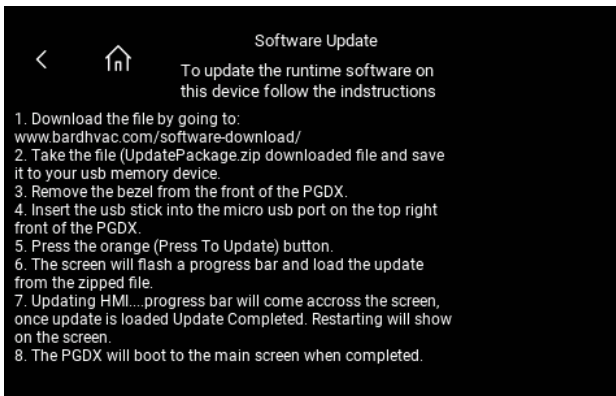 Software Update
To update the runtime software on
this device follow the indstructions
1. Download the file by going to:
www.bardhvac.com/software-download/
2. Take the file (UpdatePackage.zip downloaded file and save
it to your usb memory device.
3. Remove the bezel from the front of the PGDX.
4. Insert the usb stick into the micro usb port on the top right
front of the PGDX.
5. Press the orange (Press To Update) button.
6. The screen will flash a progress bar and load the update
from the zipped file.
7. Updating HMI....progress bar will come accross the screen,
once update is loaded Update Completed. Restarting will show
on the screen.
8. The PGDX will boot to the main screen when completed.